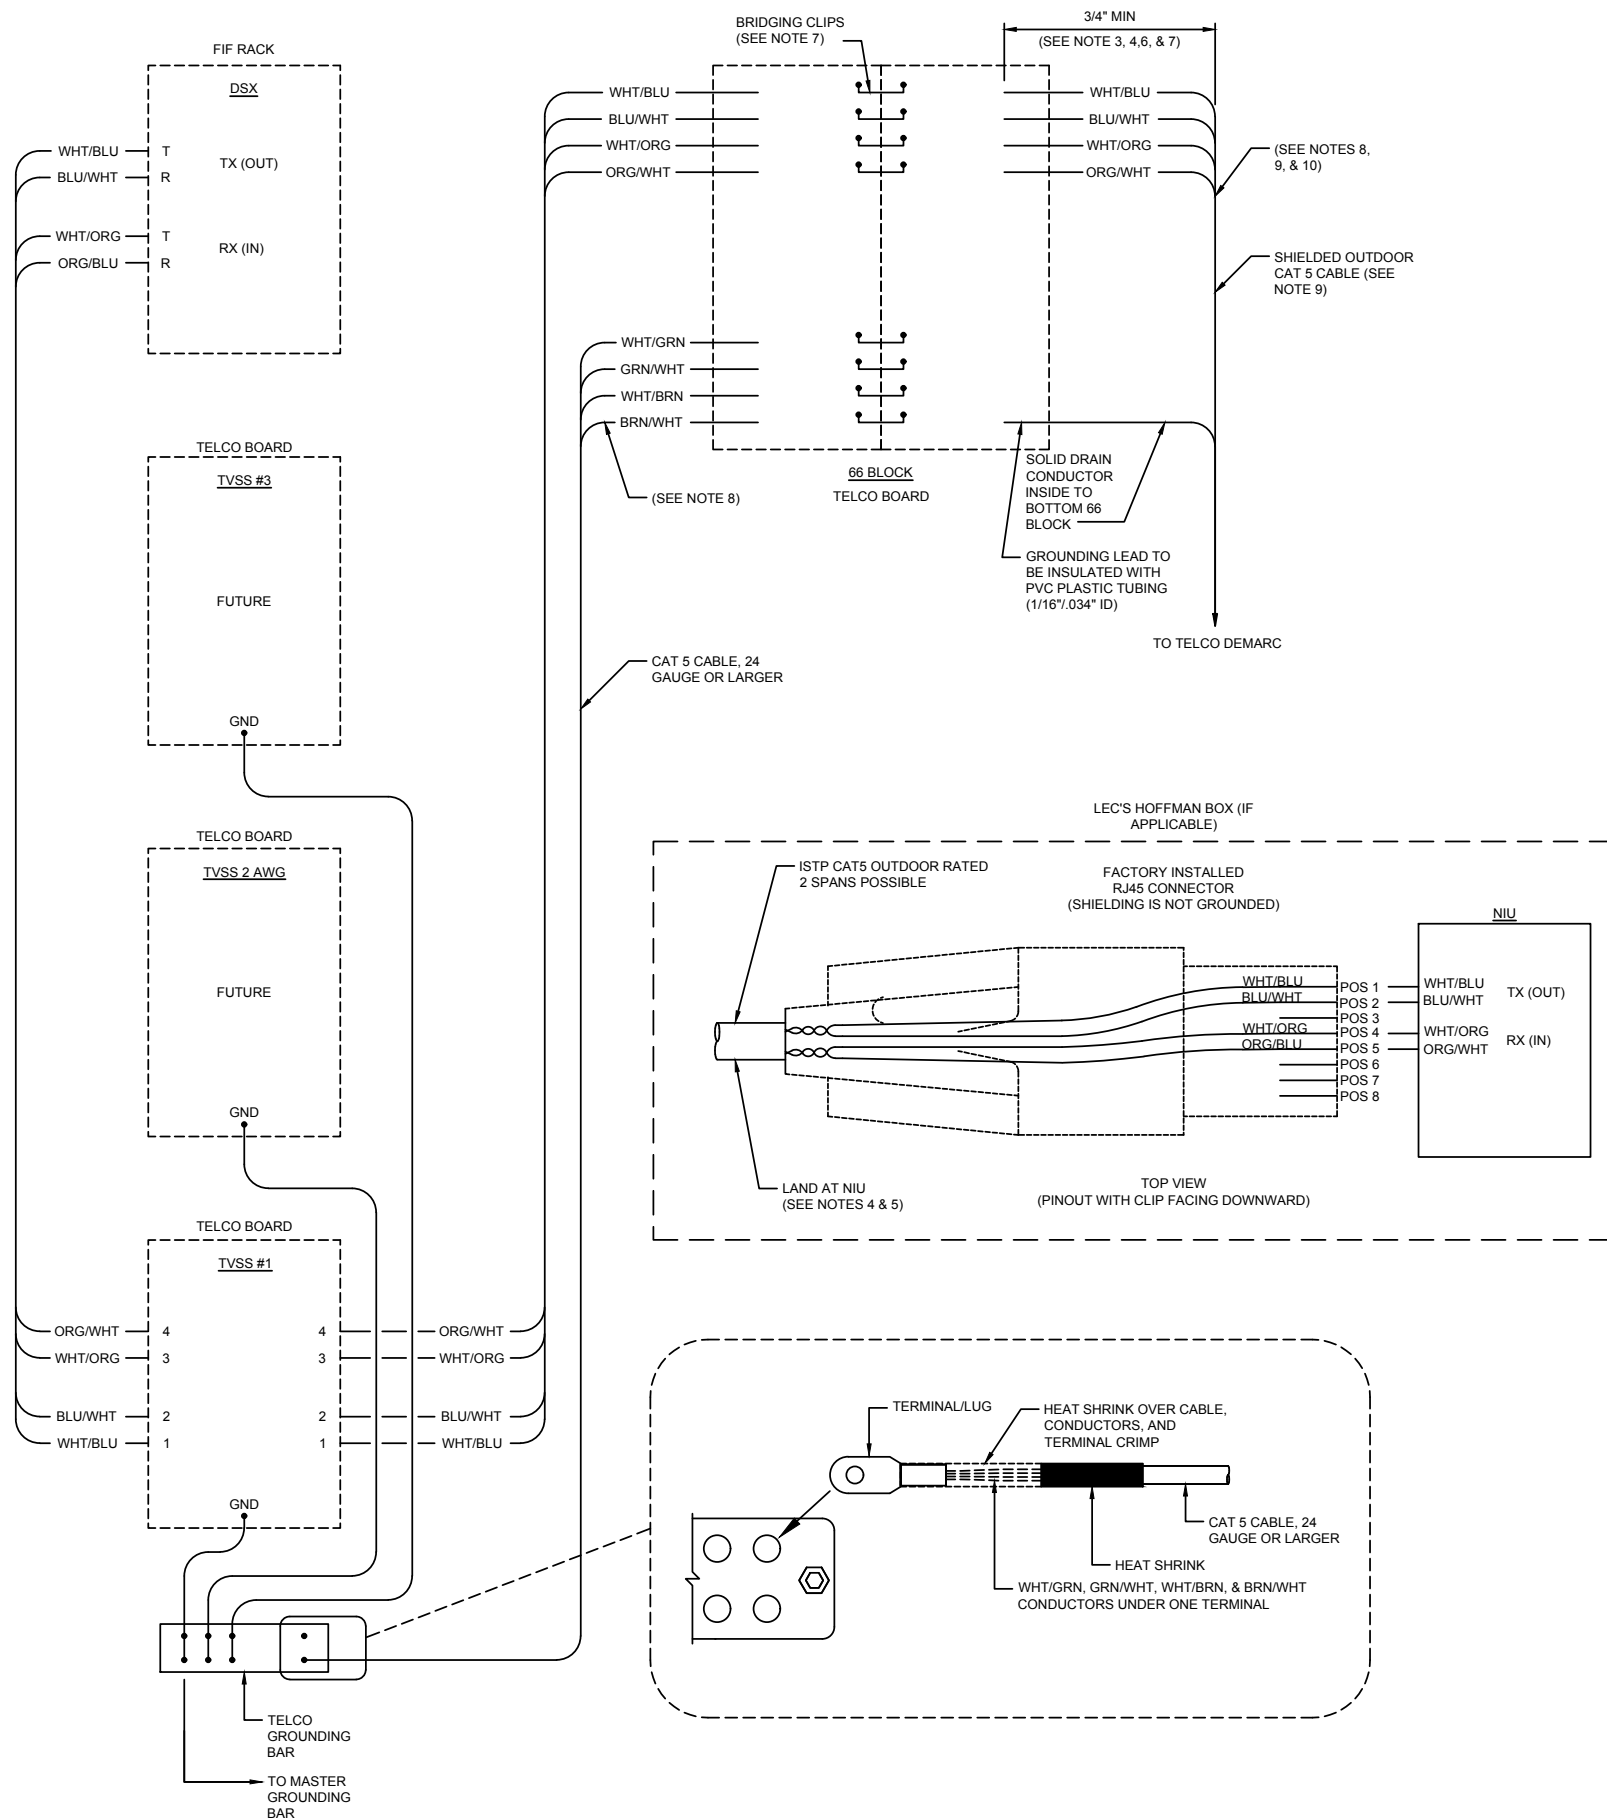 FIF RACK
DSX
WHT/BLU
T
TX (OUT)
BLU/WHT
R
WHT/ORG
T
RX (IN)
ORG/BLU
R
TELCO BOARD
TVSS #3
FUTURE
GND
TELCO BOARD
TVSS 2 AWG
FUTURE
GND
TELCO BOARD
TVSS #1
ORG/WHT
4
4
ORG/WHT
WHT/ORG
3
3
WHT/ORG
BLU/WHT
2
2
BLU/WHT
WHT/BLU
1
1
WHT/BLU
GND
TELCO
GROUNDING
BAR
TO MASTER
GROUNDING
BAR
BRIDGING CLIPS
(SEE NOTE 7)
3/4" MIN
(SEE NOTE 3, 4,6, & 7)
WHT/BLU
BLU/WHT
WHT/ORG
ORG/WHT
WHT/BLU
BLU/WHT
WHT/ORG
ORG/WHT
(SEE NOTES 8,
9, & 10)
SHIELDED OUTDOOR
CAT 5 CABLE (SEE
NOTE 9)
WHT/GRN
GRN/WHT
WHT/BRN
BRN/WHT
(SEE NOTE 8)
66 BLOCK
TELCO BOARD
SOLID DRAIN
CONDUCTOR
INSIDE TO
BOTTOM 66
BLOCK
GROUNDING LEAD TO
BE INSULATED WITH
PVC PLASTIC TUBING
(1/16"/.034" ID)
TO TELCO DEMARC
CAT 5 CABLE, 24
GAUGE OR LARGER
LEC'S HOFFMAN BOX (IF
APPLICABLE)
ISTP CAT5 OUTDOOR RATED
2 SPANS POSSIBLE
FACTORY INSTALLED
RJ45 CONNECTOR
(SHIELDING IS NOT GROUNDED)
NIU
WHT/BLU
POS 1
WHT/BLU
BLU/WHT
POS 2
BLU/WHT
TX (OUT)
POS 3
WHT/ORG
POS 4
WHT/ORG
ORG/BLU
POS 5
ORG/WHT
RX (IN)
POS 6
POS 7
POS 8
LAND AT NIU
(SEE NOTES 4 & 5)
TOP VIEW
(PINOUT WITH CLIP FACING DOWNWARD)
TERMINAL/LUG
HEAT SHRINK OVER CABLE,
CONDUCTORS, AND
TERMINAL CRIMP
CAT 5 CABLE, 24
GAUGE OR LARGER
HEAT SHRINK
WHT/GRN, GRN/WHT, WHT/BRN, & BRN/WHT
CONDUCTORS UNDER ONE TERMINAL